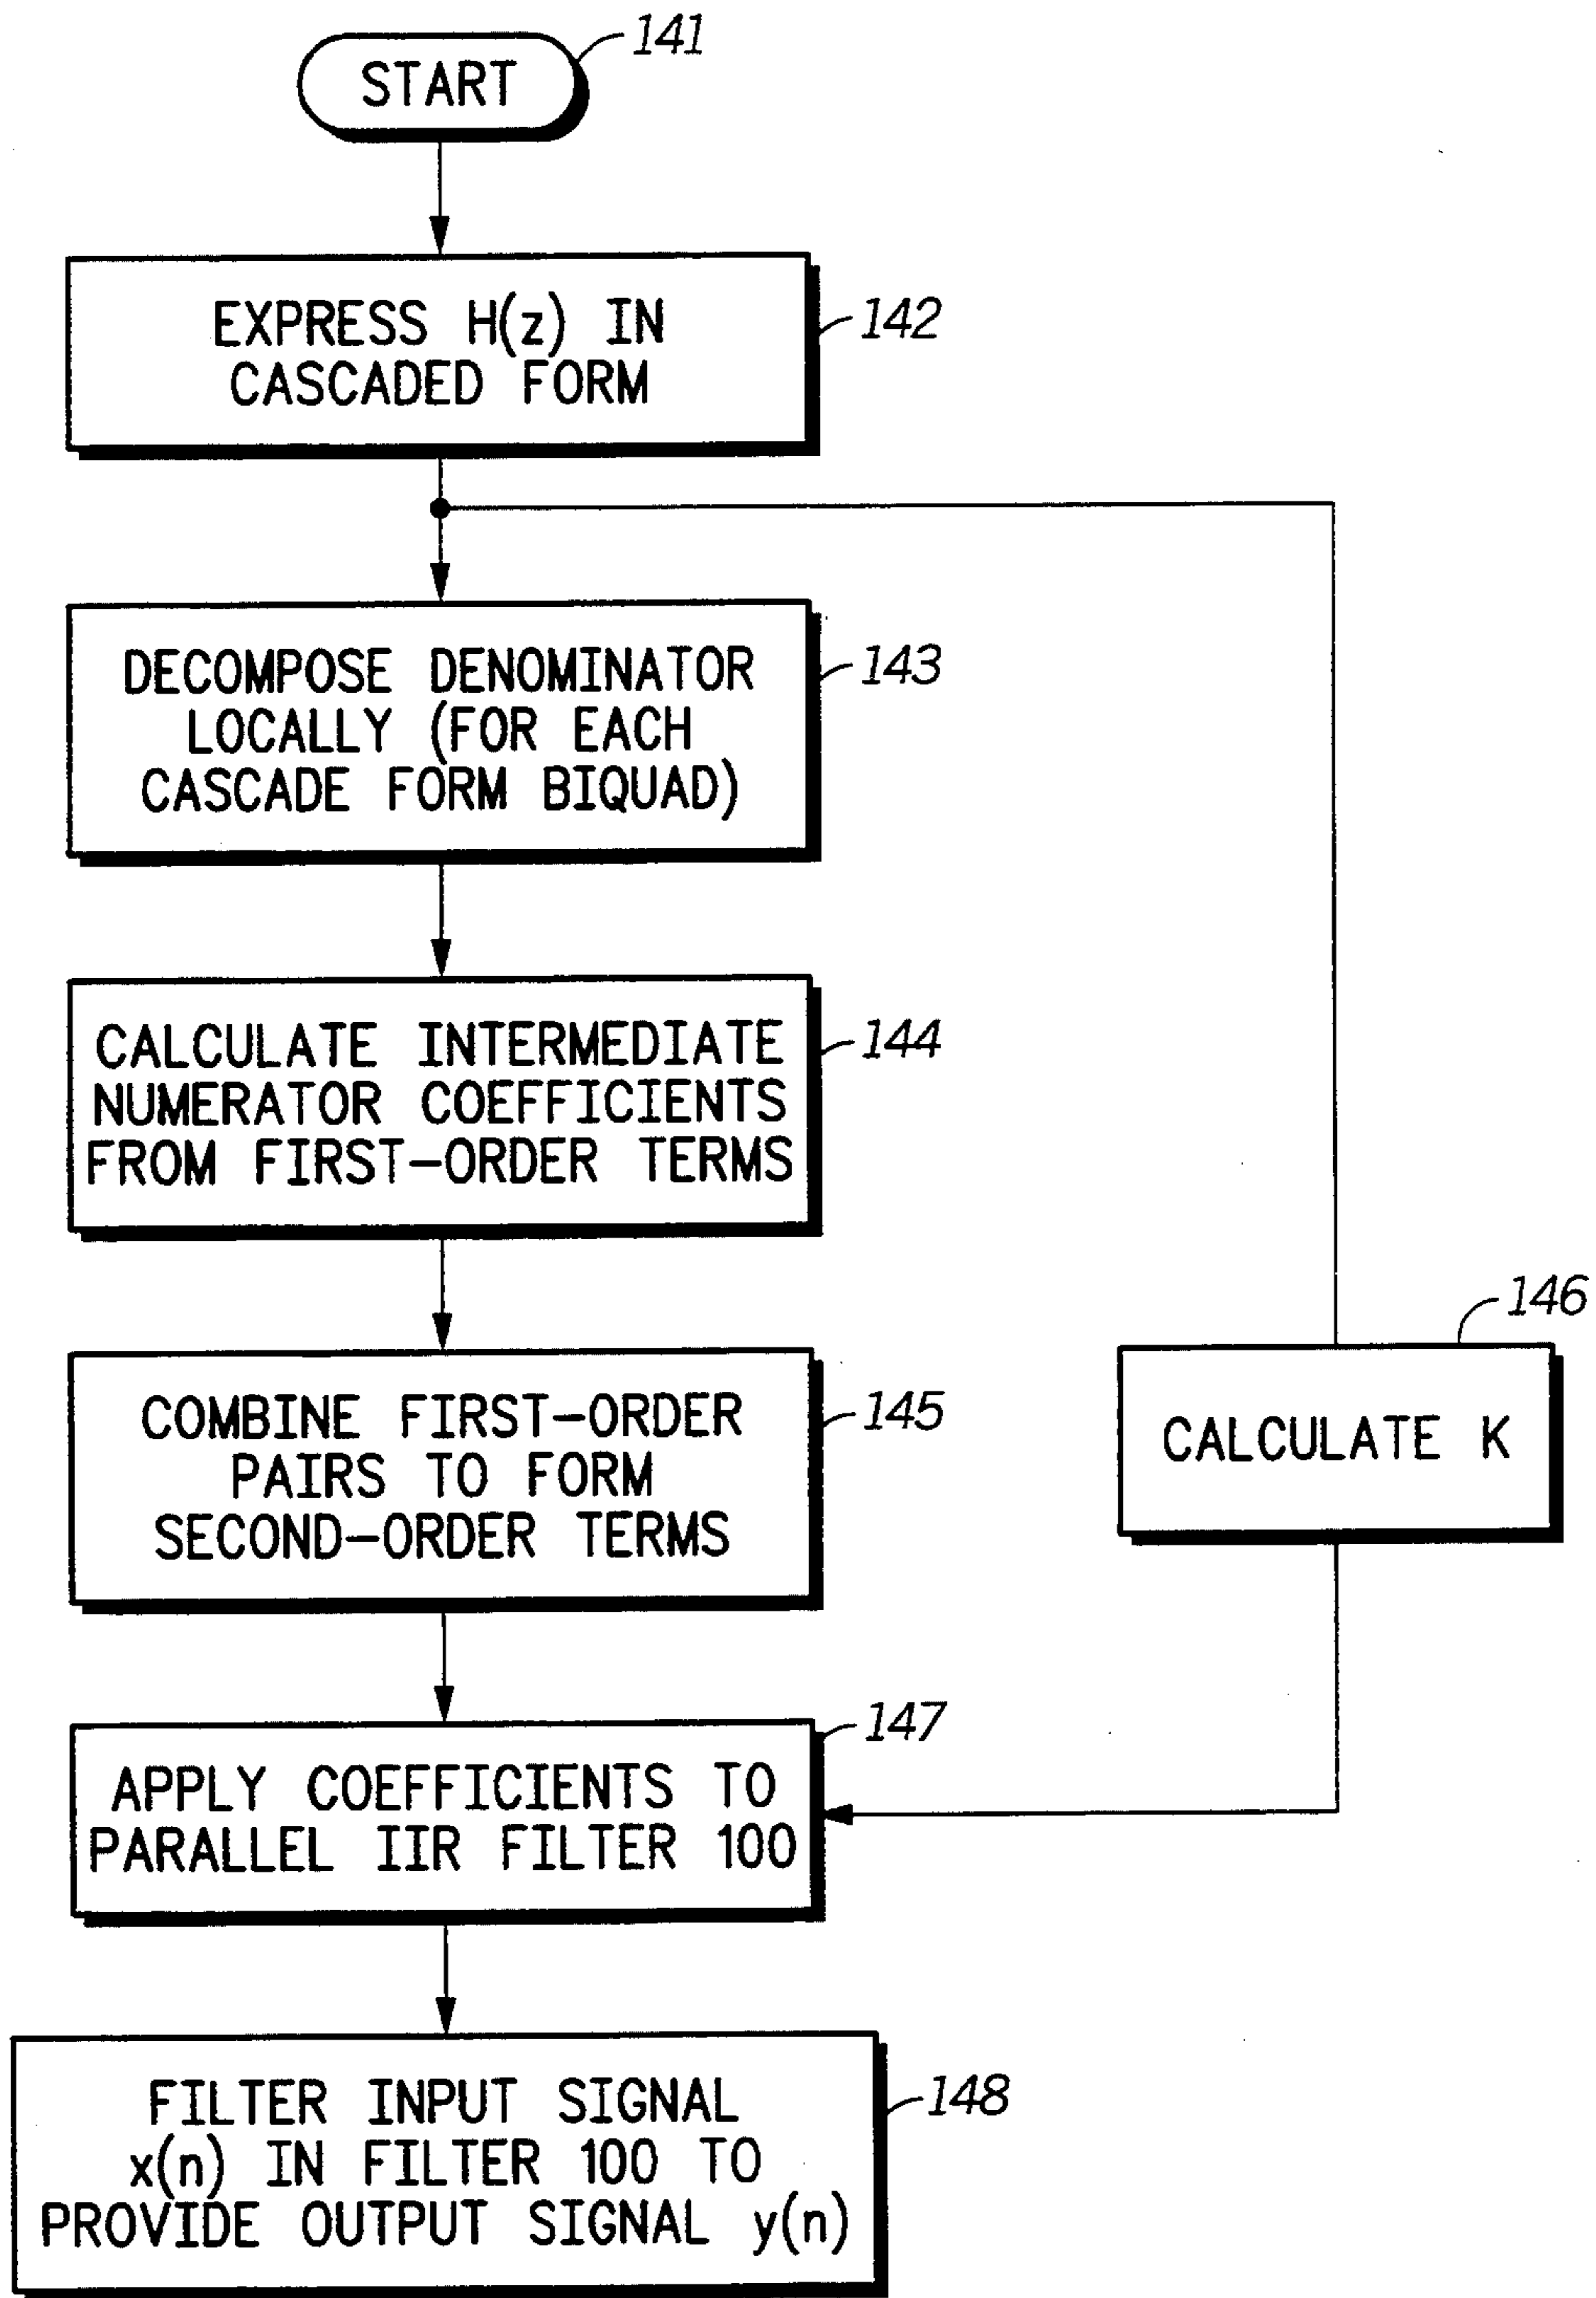 START
141
EXPRESS H(z) IN
CASCADED FORM
142
DECOMPOSE DENOMINATOR
LOCALLY (FOR EACH
CASCADE FORM BIQUAD)
143
CALCULATE INTERMEDIATE
NUMERATOR COEFFICIENTS
FROM FIRST-ORDER TERMS
144
COMBINE FIRST-ORDER
PAIRS TO FORM
SECOND-ORDER TERMS
145
CALCULATE K
146
APPLY COEFFICIENTS TO
PARALLEL IIR FILTER 100
147
FILTER INPUT SIGNAL
x(n) IN FILTER 100 TO
PROVIDE OUTPUT SIGNAL y(n)
148